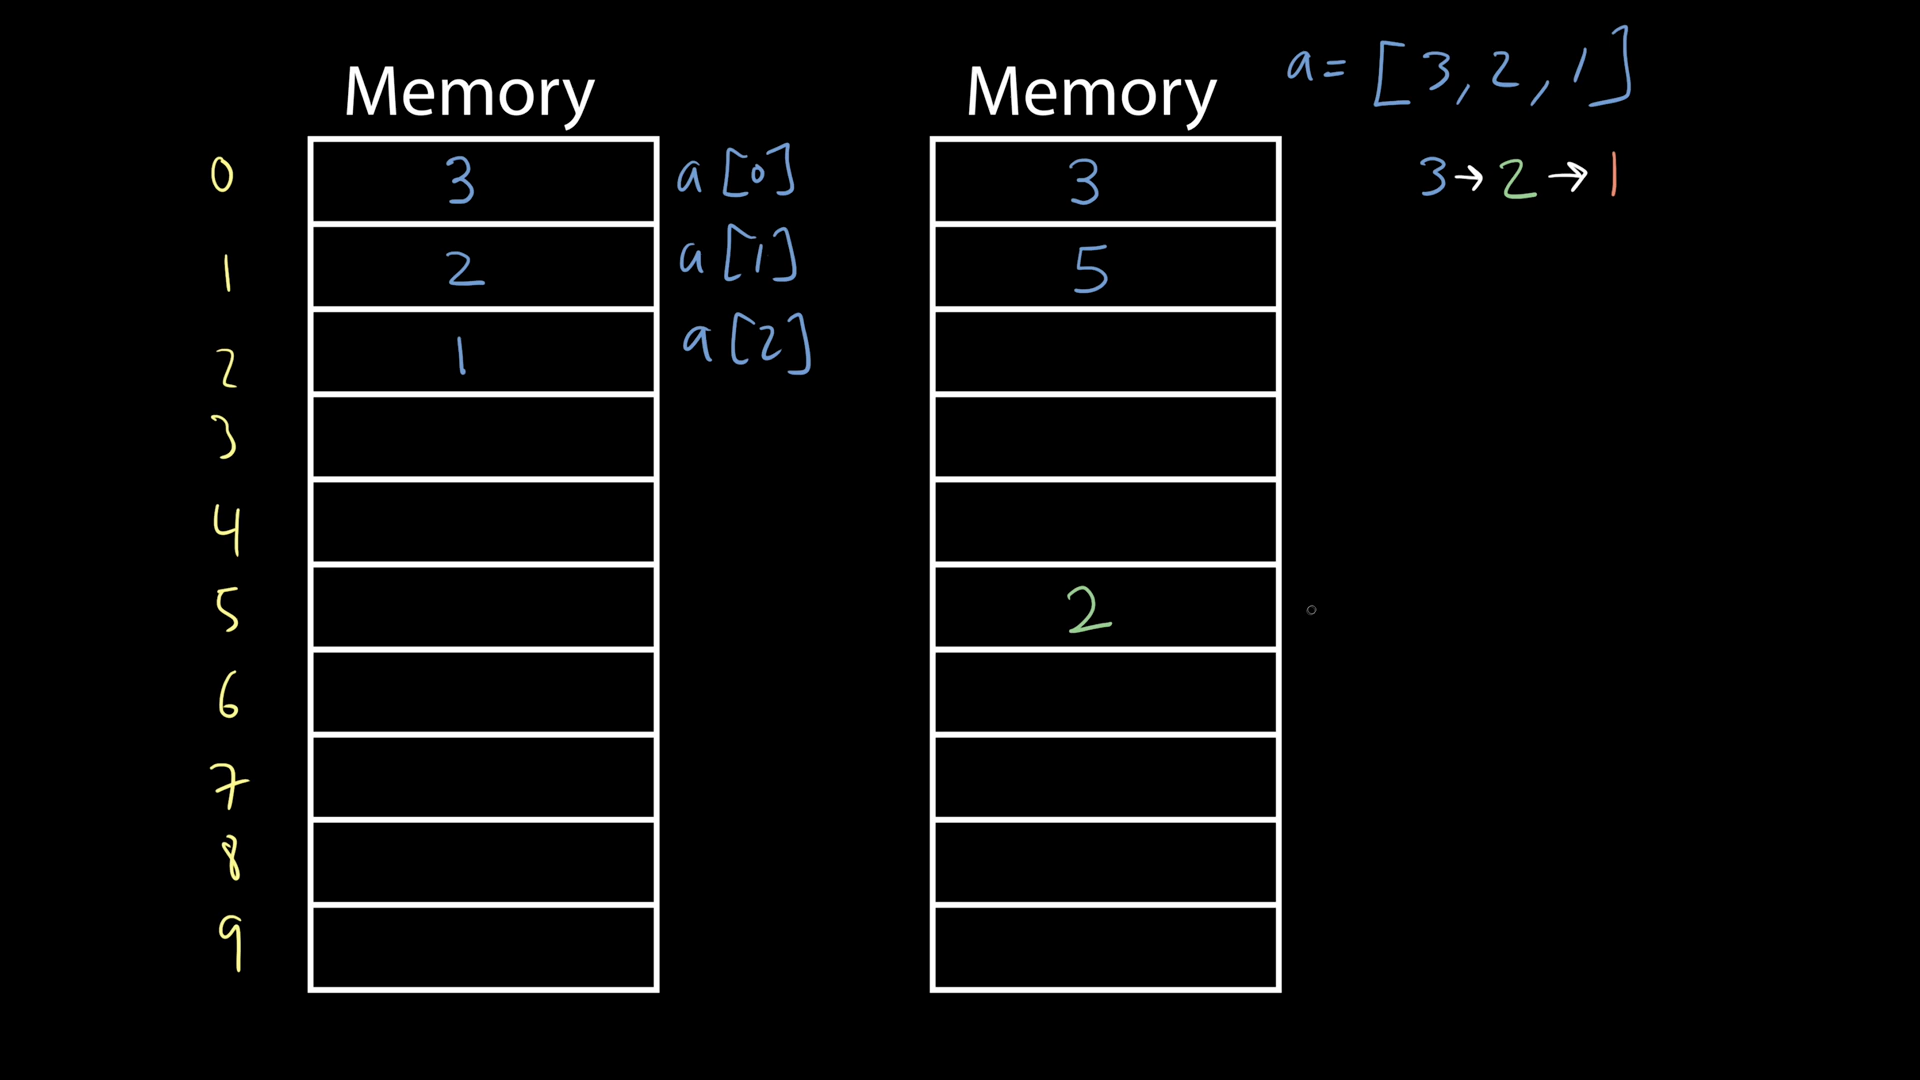 Memory Memory a = [3, 2, 1]
0 3 a[0] 3 3 → 2 → 1
1 2 a[1] 5
2 1 a[2]
3
4
5 2
6
7
8
9